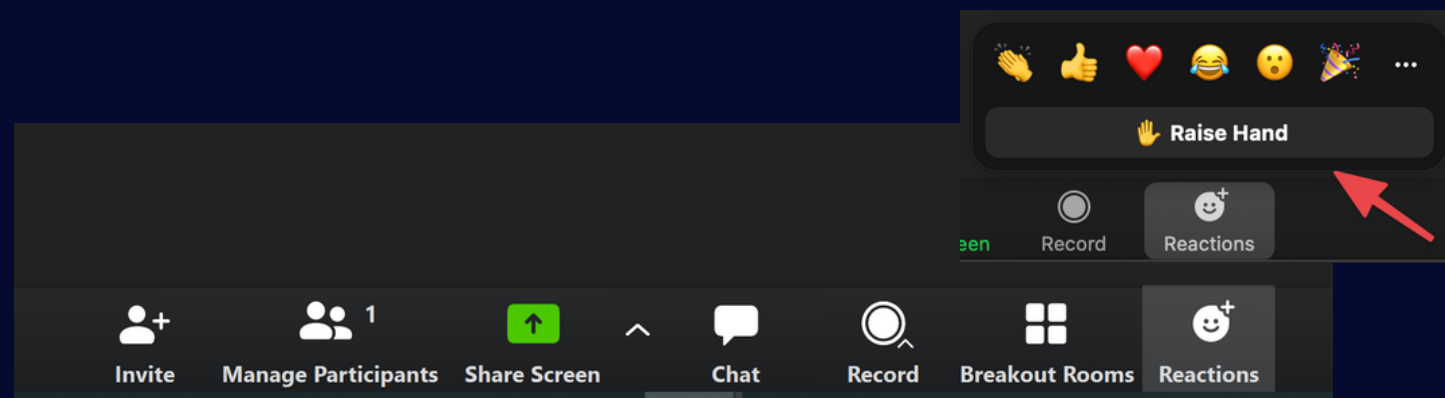 Raise Hand
een Record Reactions
1
Invite Manage Participants Share Screen Chat Record Breakout Rooms Reactions